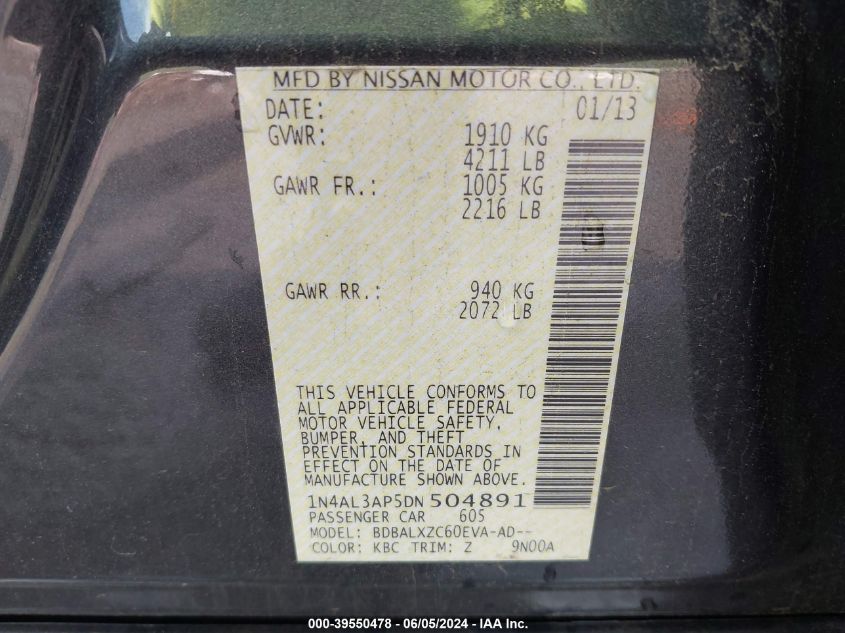 MFD BY NISSAN MOTOR CO., LTD.
DATE: 01/13
GVWR: 1910 KG
4211 LB
GAWR FR.: 1005 KG
2216 LB
GAWR RR.: 940 KG
2072 LB
THIS VEHICLE CONFORMS TO
ALL APPLICABLE FEDERAL
MOTOR VEHICLE SAFETY,
BUMPER, AND THEFT
PREVENTION STANDARDS IN
EFFECT ON THE DATE OF
MANUFACTURE SHOWN ABOVE.
1N4AL3AP5DN504891
PASSENGER CAR 605
MODEL: BDBALXZC60EVA-AD--
COLOR: KBC TRIM: Z 9N00A
000-39550478 - 06/05/2024 - IAA Inc.